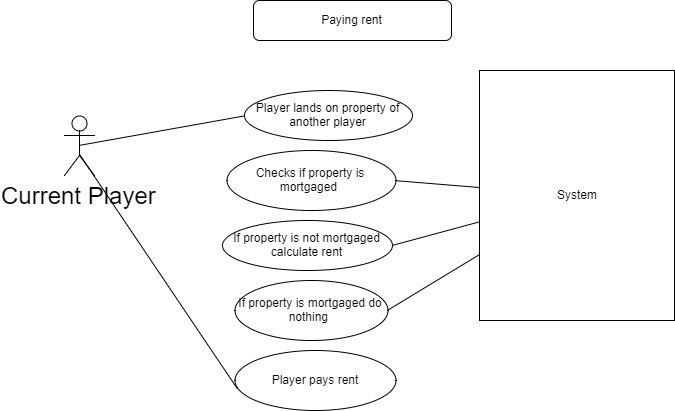 Paying rent
Player lands on property of
another player
Checks if property is
mortgaged
System
Current Player
If property is not mortgaged
calculate rent
If property is mortgaged do
nothing
Player pays rent